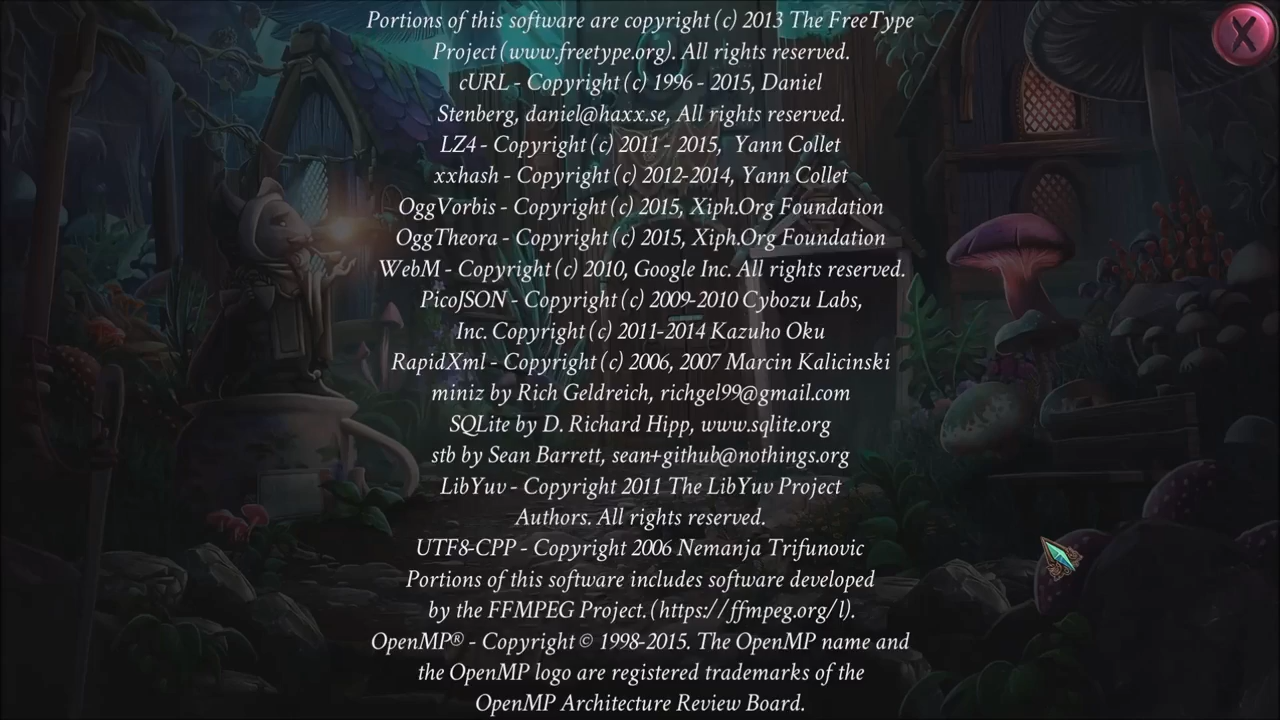 Portions of this software are copyright (c) 2013 The FreeType
Project (www.freetype.org). All rights reserved.
cURL - Copyright (c) 1996 - 2015, Daniel
Stenberg, daniel@haxx.se, All rights reserved.
LZ4 - Copyright (c) 2011 - 2015, Yann Collet
xxhash - Copyright (c) 2012-2014, Yann Collet
OggVorbis - Copyright (c) 2015, Xiph.Org Foundation
OggTheora - Copyright (c) 2015, Xiph.Org Foundation
WebM - Copyright (c) 2010, Google Inc. All rights reserved.
PicoJSON - Copyright (c) 2009-2010 Cybozu Labs,
Inc. Copyright (c) 2011-2014 Kazuho Oku
RapidXml - Copyright (c) 2006, 2007 Marcin Kalicinski
miniz by Rich Geldreich, richgel99@gmail.com
SQLite by D. Richard Hipp, www.sqlite.org
stb by Sean Barrett, sean+github@nothings.org
LibYuv - Copyright 2011 The LibYuv Project
Authors. All rights reserved.
UTF8-CPP - Copyright 2006 Nemanja Trifunovic
Portions of this software includes software developed
by the FFMPEG Project. (https://ffmpeg.org/l).
OpenMP® - Copyright © 1998-2015. The OpenMP name and
the OpenMP logo are registered trademarks of the
OpenMP Architecture Review Board.
X